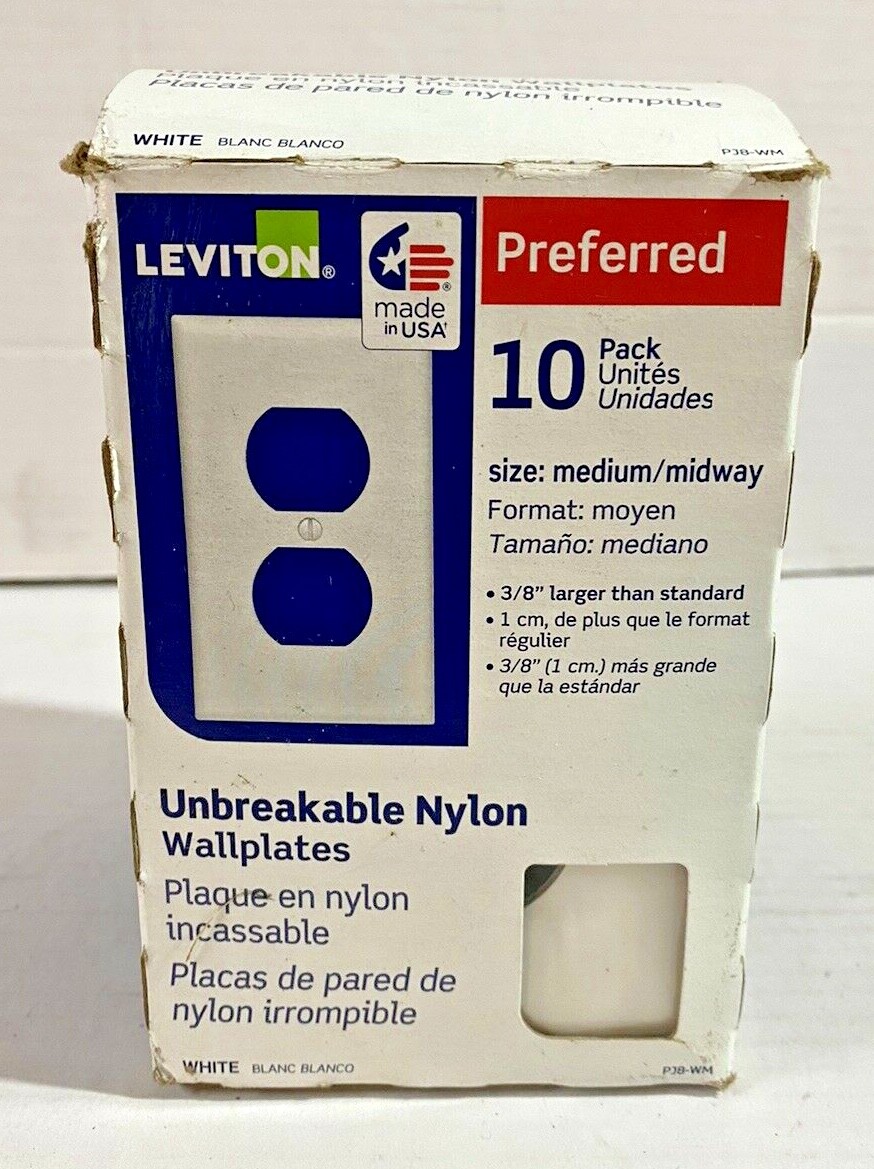 Unbreakable Nylon Wallplates
Plaque en nylon incassable
Placas de pared de nylon irrompible
WHITE BLANC BLANCO
PJ8-WM
LEVITON®
made
in USA†
Preferred
10 Pack
Unités
Unidades
size: medium/midway
Format: moyen
Tamaño: mediano
• 3/8” larger than standard
• 1 cm, de plus que le format
régulier
• 3/8” (1 cm.) más grande
que la estándar
Unbreakable Nylon
Wallplates
Plaque en nylon
incassable
Placas de pared de
nylon irrompible
WHITE BLANC BLANCO
PJ8-WM